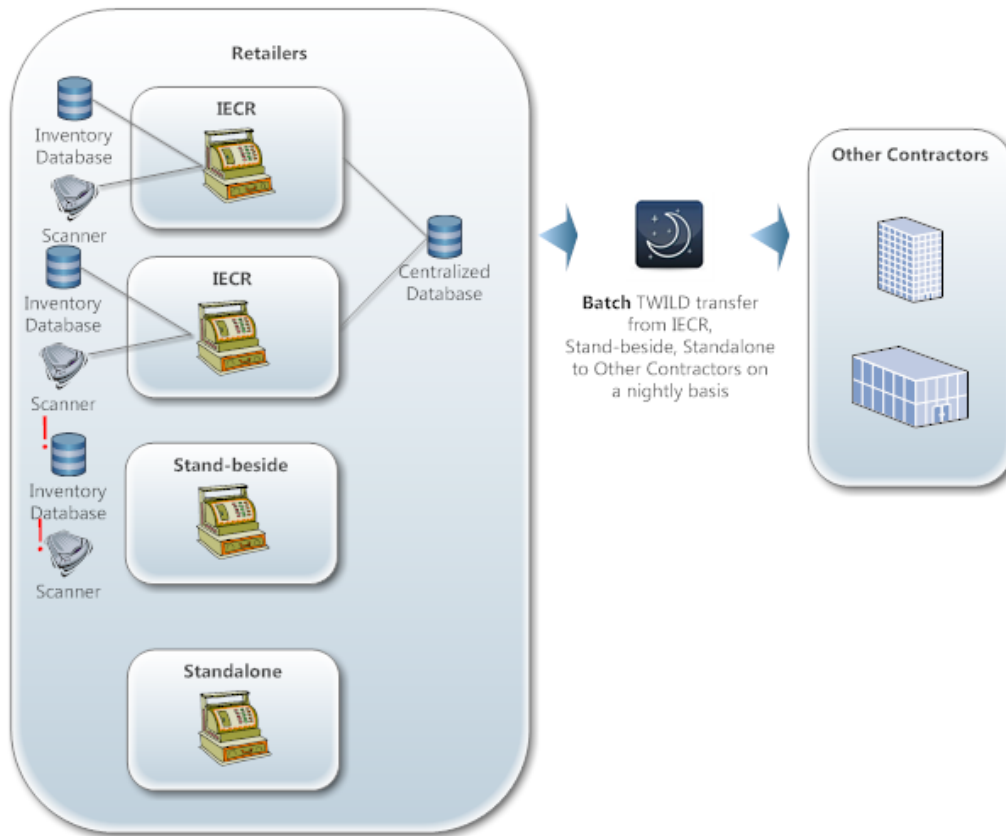 Retailers
IECR
Inventory
Database
Scanner
IECR
Inventory
Database
Scanner
Centralized
Database
!
Stand-beside
Inventory
Database
!
Scanner
Standalone
Batch TWILD transfer
from IECR,
Stand-beside, Standalone
to Other Contractors on
a nightly basis
Other Contractors